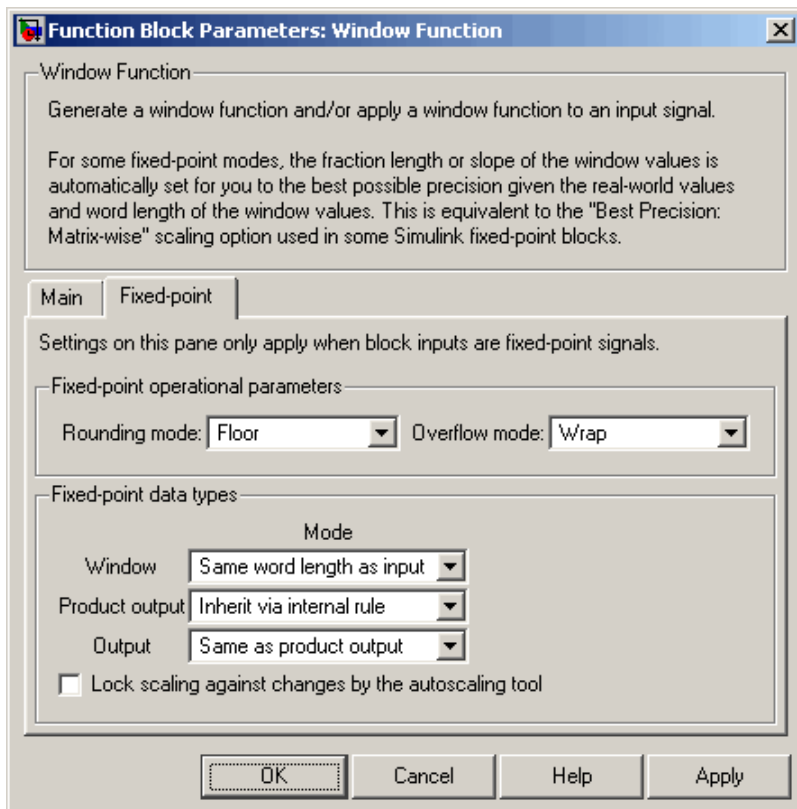 Function Block Parameters: Window Function
Window Function
Generate a window function and/or apply a window function to an input signal.
For some fixed-point modes, the fraction length or slope of the window values is
automatically set for you to the best possible precision given the real-world values
and word length of the window values. This is equivalent to the "Best Precision:
Matrix-wise" scaling option used in some Simulink fixed-point blocks.
Main Fixed-point
Settings on this pane only apply when block inputs are fixed-point signals.
Fixed-point operational parameters
Rounding mode: Floor Overflow mode: Wrap
Fixed-point data types
Mode
Window Same word length as input
Product output Inherit via internal rule
Output Same as product output
Lock scaling against changes by the autoscaling tool
OK Cancel Help Apply